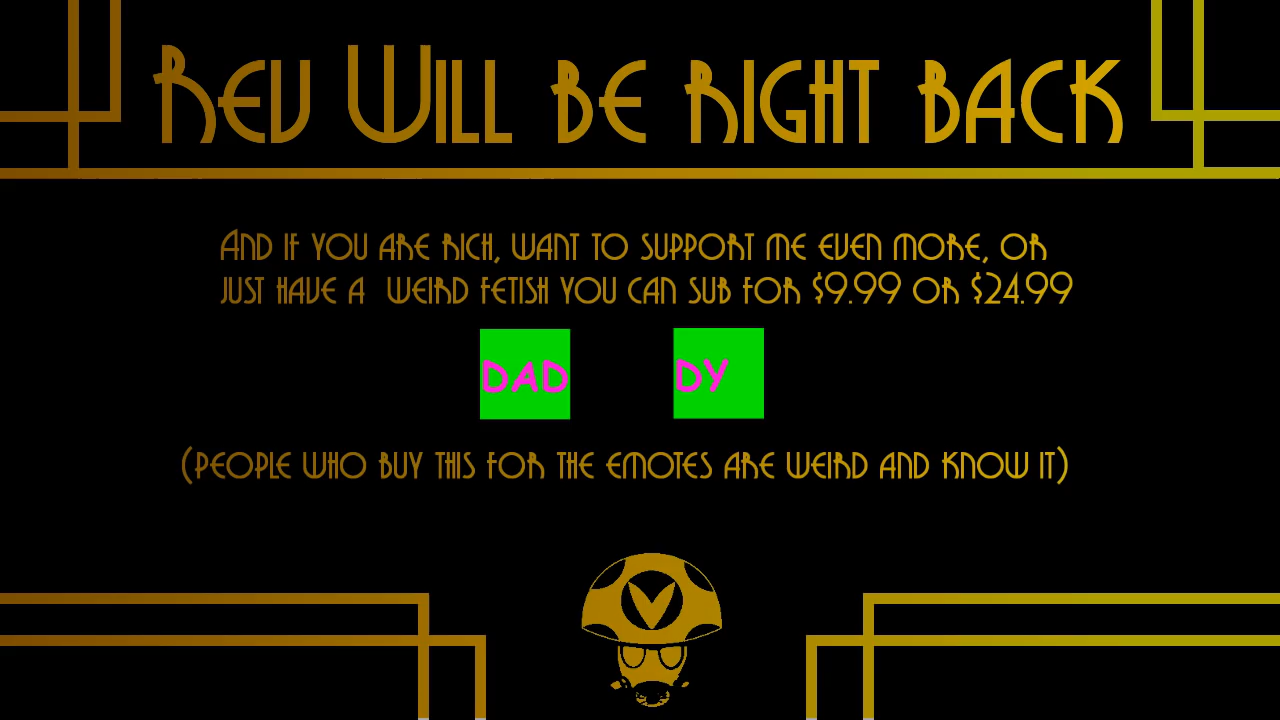 Rev Will be right back
And if you are rich, want to support me even more, or
just have a weird fetish you can sub for $9.99 or $24.99
DAD DY
(people who buy this for the emotes are weird and know it)